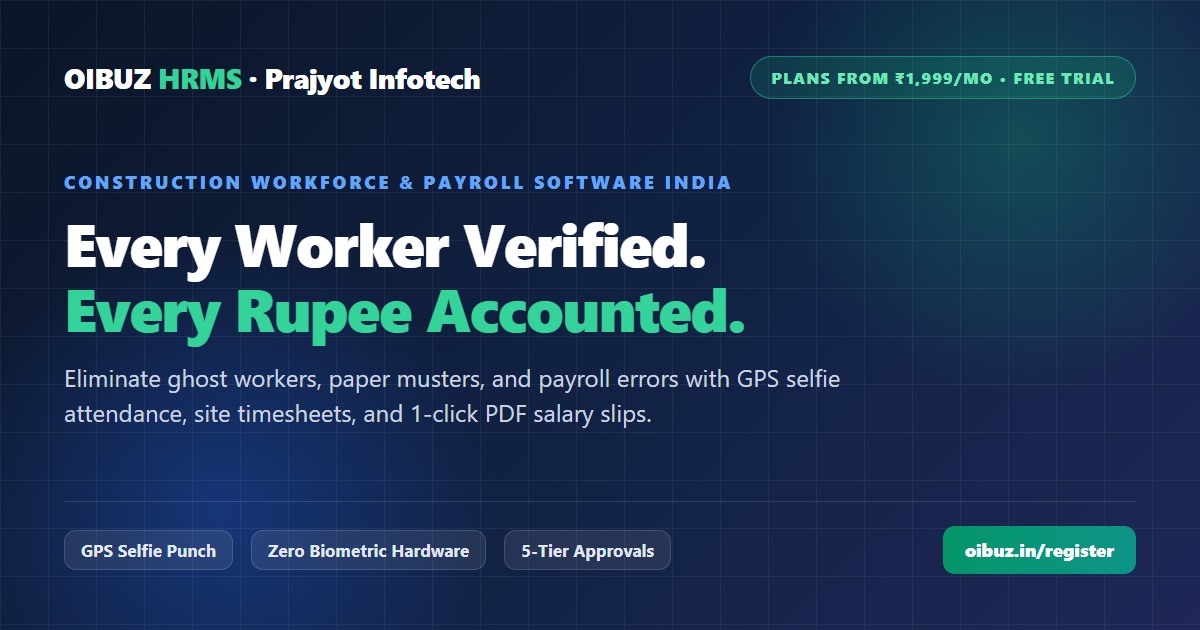 OIBUZ HRMS · Prajyot Infotech
PLANS FROM ₹1,999/MO · FREE TRIAL
CONSTRUCTION WORKFORCE & PAYROLL SOFTWARE INDIA
Every Worker Verified.
Every Rupee Accounted.
Eliminate ghost workers, paper musters, and payroll errors with GPS selfie
attendance, site timesheets, and 1-click PDF salary slips.
GPS Selfie Punch
Zero Biometric Hardware
5-Tier Approvals
oibuz.in/register